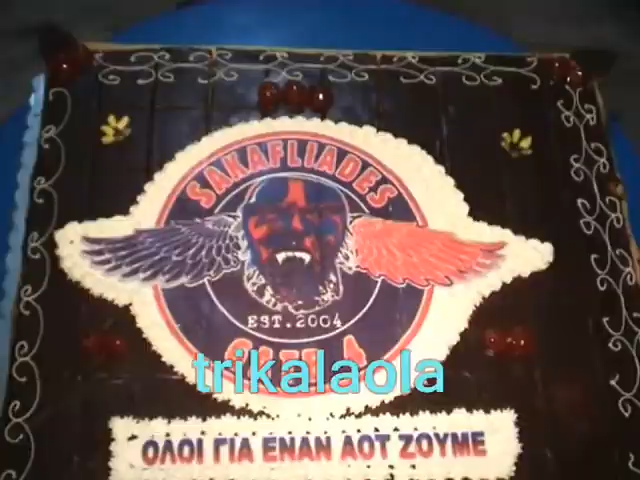 SAKAFLIADES
EST.2004
trikalaola
ΟΛΟΙ ΓΙΑ ΕΝΑΝ ΑΟΤ ΖΟΥΜΕ